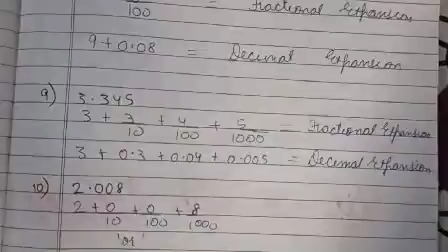 100 = Fractional Expansion
9 + 0.08 = Decimal Expansion
9) 3.345
3 + 3/10 + 4/100 + 5/1000 = Fractional Expansion
3 + 0.3 + 0.04 + 0.005 = Decimal Expansion
10) 2.008
2 + 0/10 + 0/100 + 8/1000
'or'